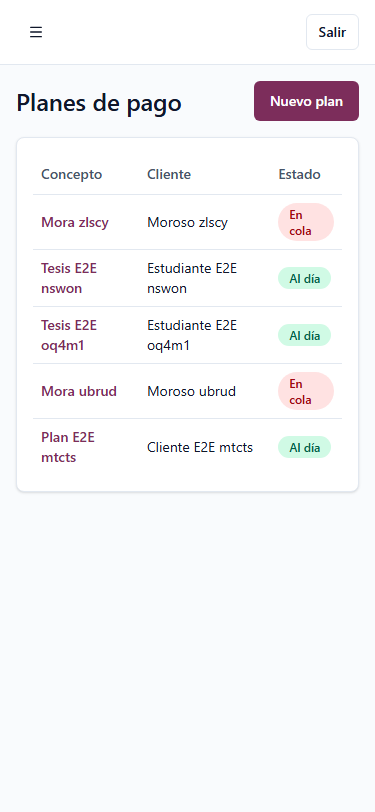 ☰ Salir
Planes de pago Nuevo plan
Concepto Cliente Estado
Mora zlscy Moroso zlscy En cola
Tesis E2E nswon Estudiante E2E nswon Al día
Tesis E2E oq4m1 Estudiante E2E oq4m1 Al día
Mora ubrud Moroso ubrud En cola
Plan E2E mtcts Cliente E2E mtcts Al día